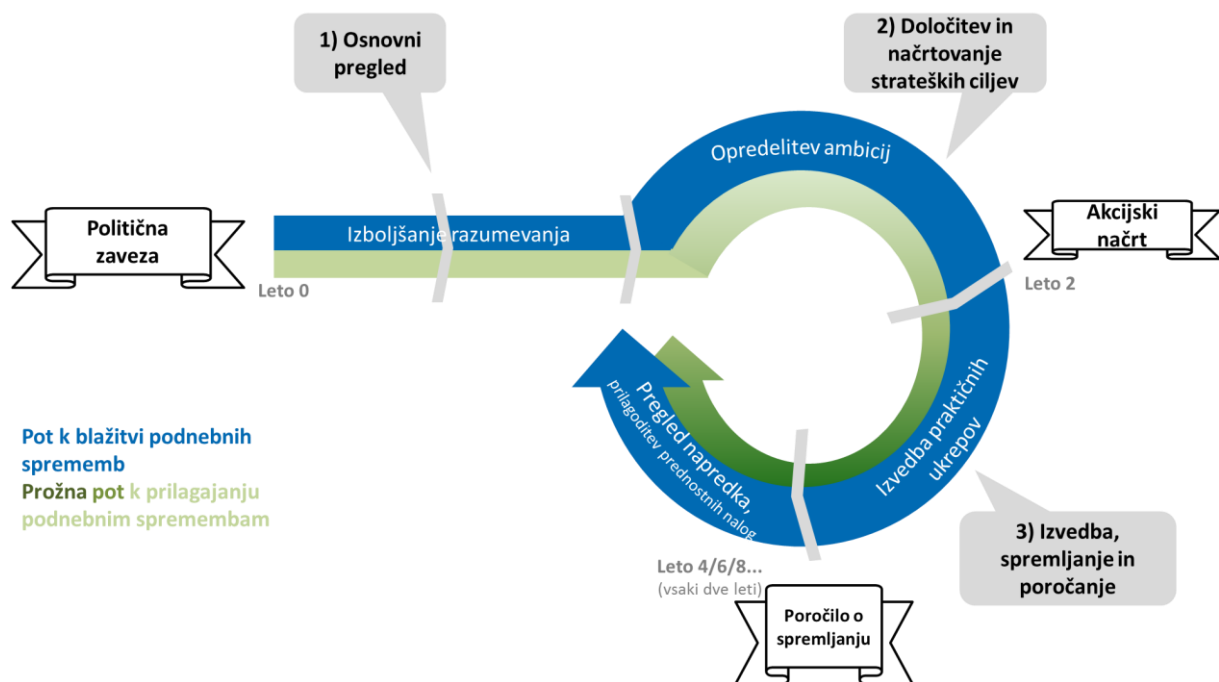 1) Osnovni
pregled
2) Določitev in
načrtovanje
strateških ciljev
Opredelitev ambicij
Politična
zaveza
Izboljšanje razumevanja
Leto 0
Akcijski
načrt
Leto 2
Izvedba praktičnih
ukrepov
Pregled napredka,
prilagoditev prednostnih nalog
Pot k blažitvi podnebnih
sprememb
Prožna pot k prilagajanju
podnebnim spremembam
3) Izvedba,
spremljanje in
poročanje
Leto 4/6/8...
(vsaki dve leti)
Poročilo o
spremljanju